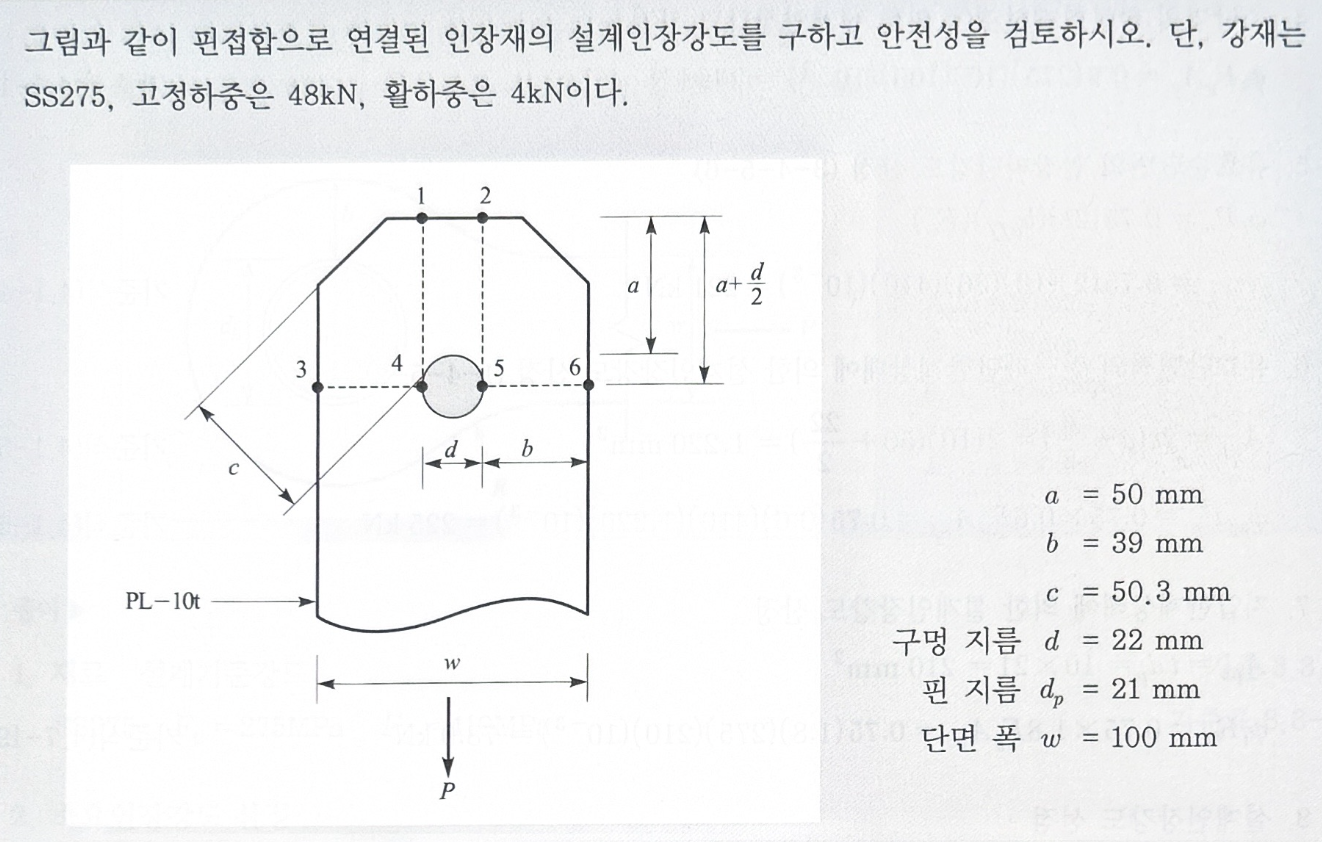 그림과 같이 핀접합으로 연결된 인장재의 설계인장강도를 구하고 안전성을 검토하시오. 단, 강재는
SS275, 고정하중은 48kN, 활하중은 4kN이다.
1 2
a
a+d/2
3 4 5 6
d b
c
a = 50 mm
b = 39 mm
c = 50.3 mm
PL-10t
구멍 지름 d = 22 mm
w
핀 지름 dp = 21 mm
단면 폭 w = 100 mm
P